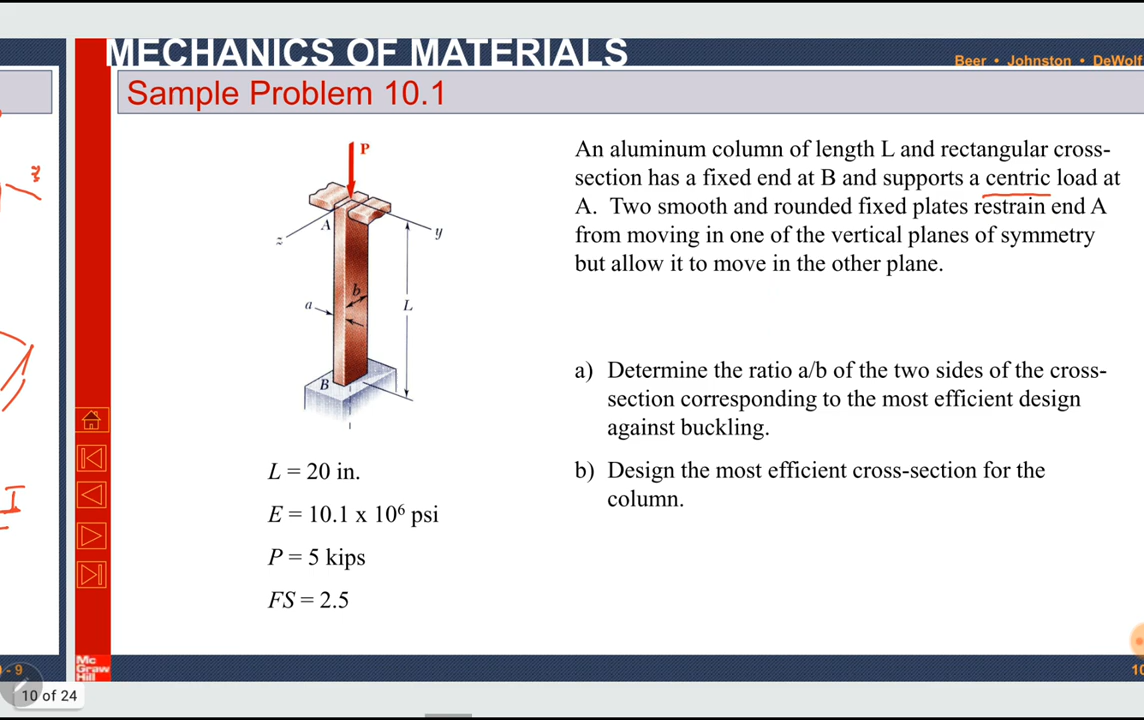 MECHANICS OF MATERIALS
Beer • Johnston • DeWolf
Sample Problem 10.1
P
A
y
z
b
a
L
B
L = 20 in.
E = 10.1 x 10⁶ psi
P = 5 kips
FS = 2.5
An aluminum column of length L and rectangular cross-
section has a fixed end at B and supports a centric load at
A. Two smooth and rounded fixed plates restrain end A
from moving in one of the vertical planes of symmetry
but allow it to move in the other plane.
a) Determine the ratio a/b of the two sides of the cross-
section corresponding to the most efficient design
against buckling.
b) Design the most efficient cross-section for the
column.
I
Mc
Graw
Hill
- 9
10
10 of 24